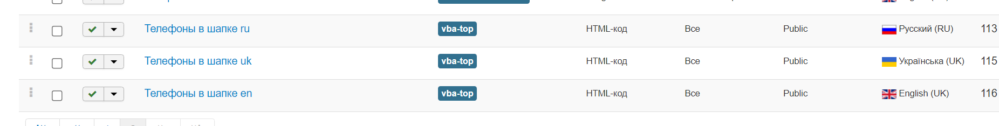 Телефоны в шапке ru vba-top HTML-код Все Public Русский (RU) 113
Телефоны в шапке uk vba-top HTML-код Все Public Українська (UK) 115
Телефоны в шапке en vba-top HTML-код Все Public English (UK) 116